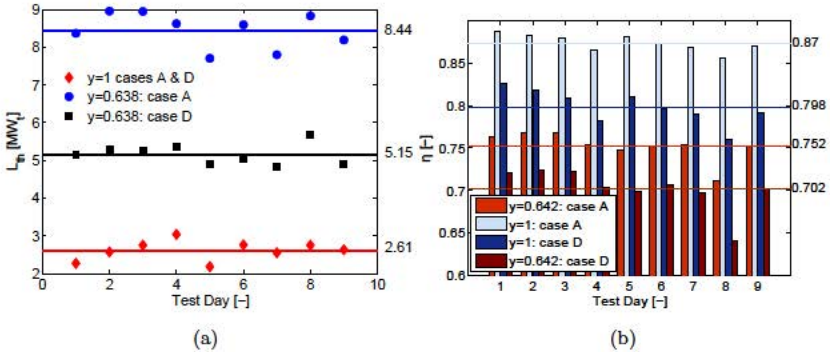 9
8
7
6
5
4
3
2
L_th [MW_t]
8.44
5.15
2.61
y=1 cases A & D
y=0.638: case A
y=0.638: case D
0 2 4 6 8 10
Test Day [–]
(a)
0.85
0.8
0.75
0.7
0.65
0.6
η [–]
0.87
0.798
0.752
0.702
y=0.642: case A
y=1: case A
y=1: case D
y=0.642: case D
1 2 3 4 5 6 7 8 9
Test Day [–]
(b)